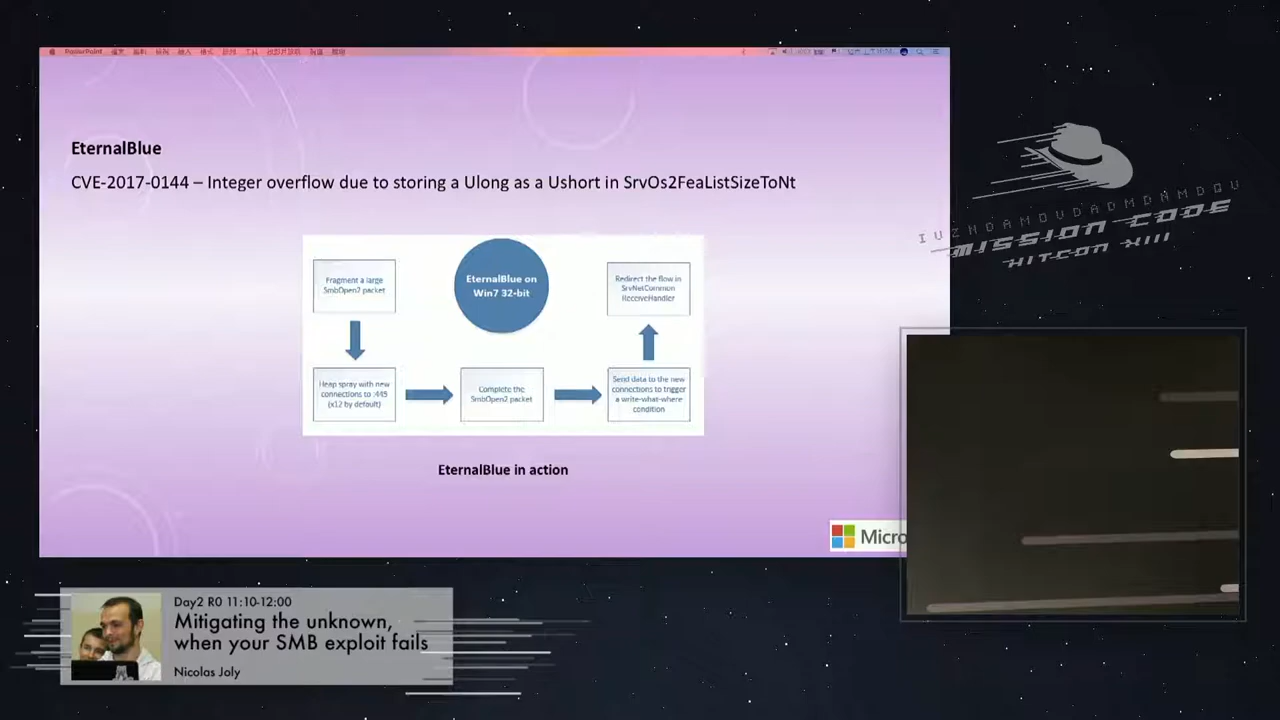 PowerPoint
EternalBlue
CVE-2017-0144 – Integer overflow due to storing a Ulong as a Ushort in SrvOs2FeaListSizeToNt
Fragment a large
SmbOpen2 packet
EternalBlue on
Win7 32-bit
Redirect the flow in
SrvNetCommon
ReceiveHandler
Heap spray with new
connections to :445
(x12 by default)
Complete the
SmbOpen2 packet
Send data to the new
connections to trigger
a write-what-where
condition
EternalBlue in action
Micro
MISSION CODE
HITCON XIII
Day2 R0 11:10-12:00
Mitigating the unknown,
when your SMB exploit fails
Nicolas Joly